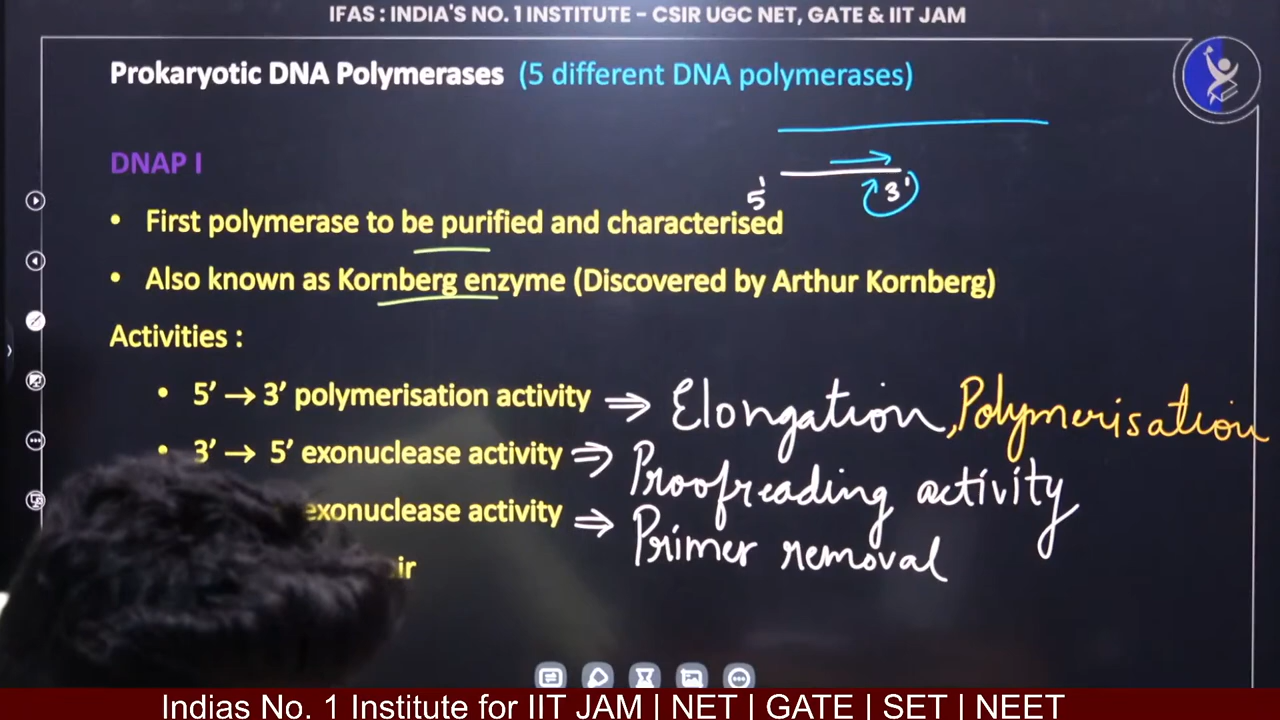 IFAS : INDIA'S NO. 1 INSTITUTE – CSIR UGC NET, GATE & IIT JAM
Prokaryotic DNA Polymerases (5 different DNA polymerases)
DNAP I
5' 3'
• First polymerase to be purified and characterised
• Also known as Kornberg enzyme (Discovered by Arthur Kornberg)
Activities :
• 5’ → 3’ polymerisation activity ⇒ Elongation, Polymerisation
• 3’ → 5’ exonuclease activity ⇒ Proofreading activity
exonuclease activity ⇒ Primer removal
Indias No. 1 Institute for IIT JAM | NET | GATE | SET | NEET